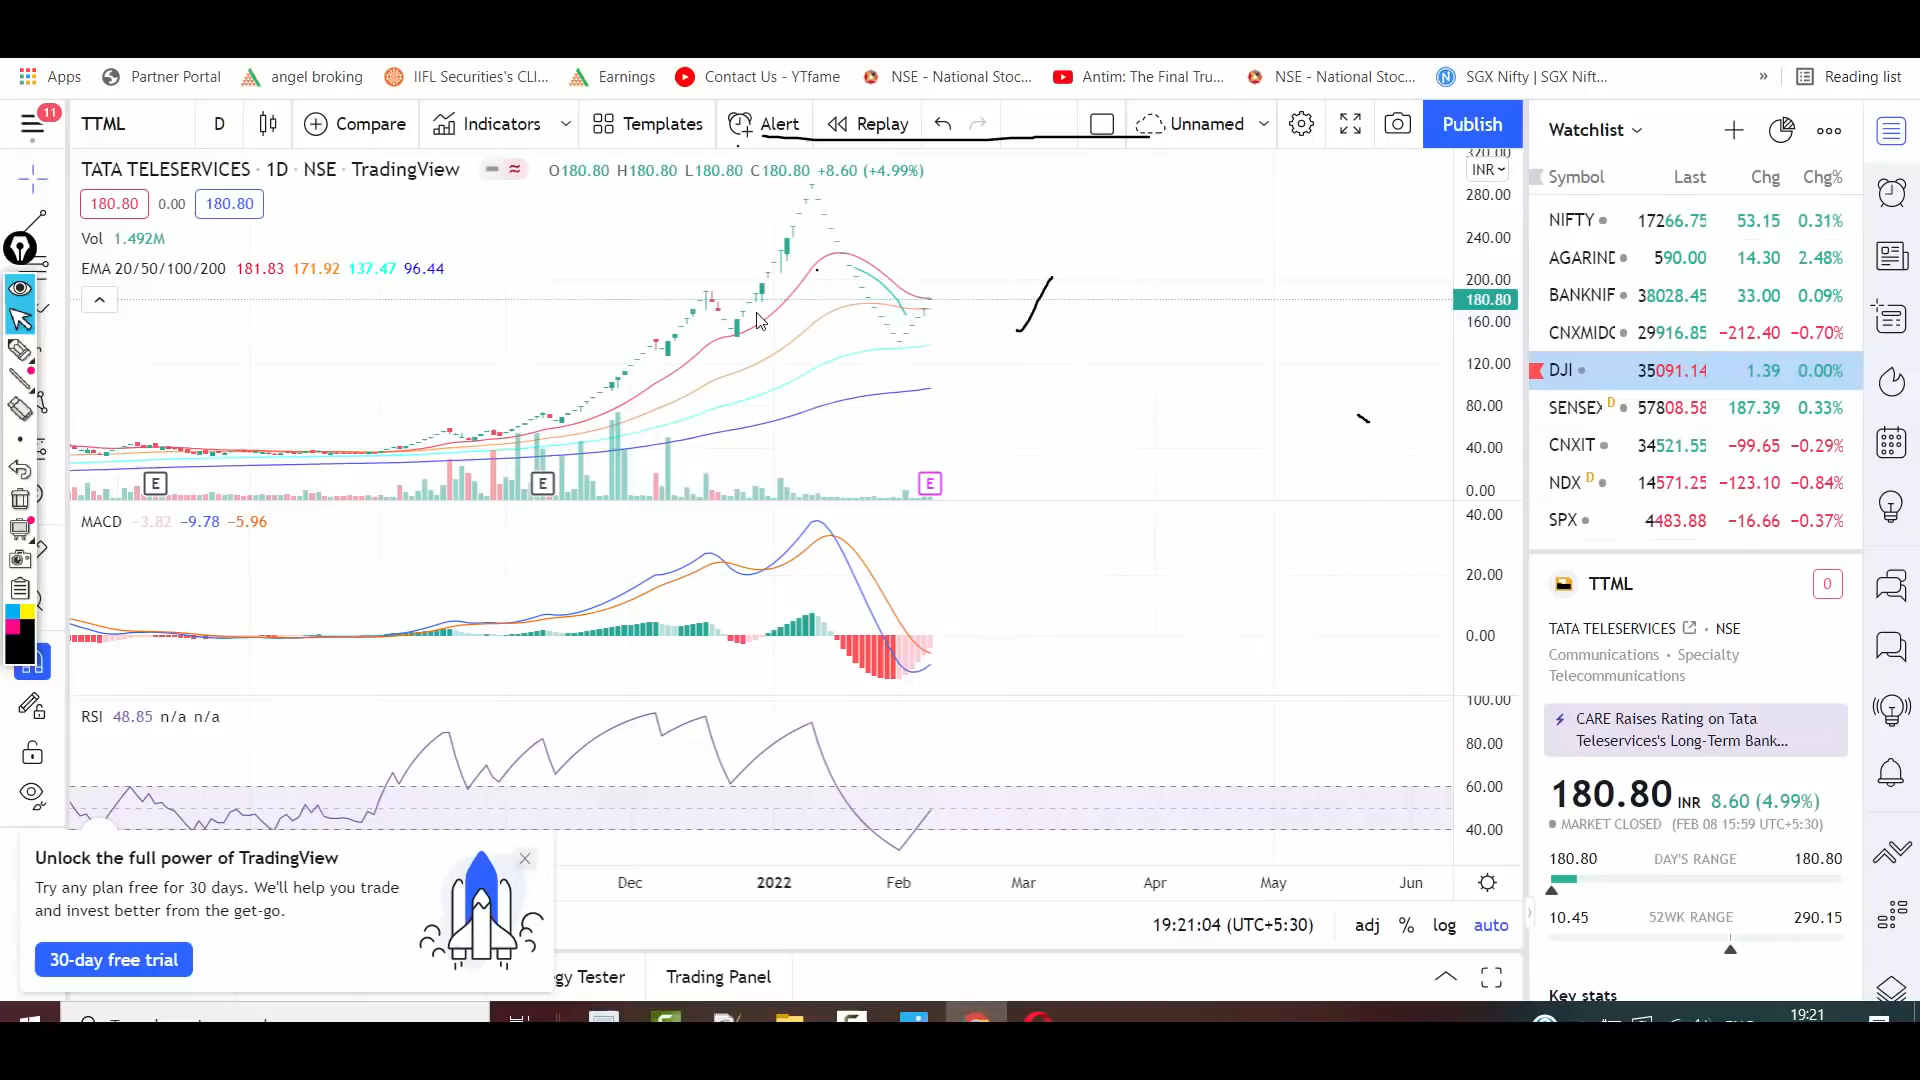 Apps Partner Portal angel broking IIFL Securities's CLI... Earnings Contact Us - YTfame NSE - National Stoc... Antim: The Final Tru... NSE - National Stoc... SGX Nifty | SGX Nift... » Reading list
11
TTML D Compare Indicators Templates Alert Replay Unnamed Publish
Watchlist
TATA TELESERVICES · 1D · NSE · TradingView O180.80 H180.80 L180.80 C180.80 +8.60 (+4.99%)
180.80 0.00 180.80
Vol 1.492M
EMA 20/50/100/200 181.83 171.92 137.47 96.44
320.00
INR
280.00
240.00
200.00
180.80
160.00
120.00
80.00
40.00
0.00
E E E
MACD −3.82 −9.78 −5.96
40.00
20.00
0.00
RSI 48.85 n/a n/a
100.00
80.00
60.00
40.00
Dec 2022 Feb Mar Apr May Jun
19:21:04 (UTC+5:30) adj % log auto
gy Tester Trading Panel
Unlock the full power of TradingView
Try any plan free for 30 days. We'll help you trade
and invest better from the get-go.
30-day free trial
Symbol Last Chg Chg%
NIFTY 17266.75 53.15 0.31%
AGARIND 590.00 14.30 2.48%
BANKNIF 38028.45 33.00 0.09%
CNXMIDC 29916.85 −212.40 −0.70%
DJI 35091.14 1.39 0.00%
SENSEX D 57808.58 187.39 0.33%
CNXIT 34521.55 −99.65 −0.29%
NDX D 14571.25 −123.10 −0.84%
SPX 4483.88 −16.66 −0.37%
TTML 0
TATA TELESERVICES · NSE
Communications • Specialty
Telecommunications
CARE Raises Rating on Tata
Teleservices's Long-Term Bank...
180.80 INR 8.60 (4.99%)
MARKET CLOSED (FEB 08 15:59 UTC+5:30)
180.80 DAY'S RANGE 180.80
10.45 52WK RANGE 290.15
Key stats
19:21